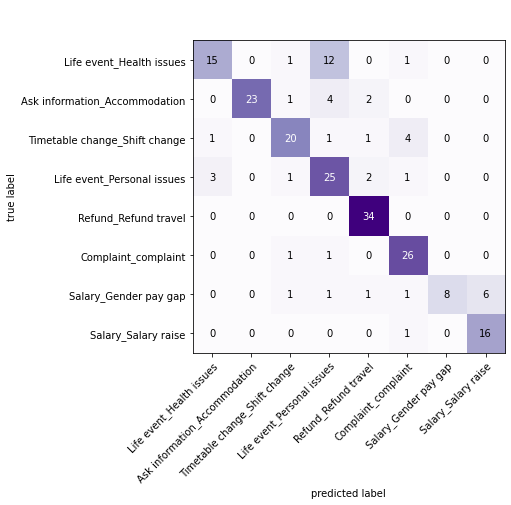 true label
Life event_Health issues 15 0 1 12 0 1 0 0
Ask information_Accommodation 0 23 1 4 2 0 0 0
Timetable change_Shift change 1 0 20 1 1 4 0 0
Life event_Personal issues 3 0 1 25 2 1 0 0
Refund_Refund travel 0 0 0 0 34 0 0 0
Complaint_complaint 0 0 1 1 0 26 0 0
Salary_Gender pay gap 0 0 1 1 1 1 8 6
Salary_Salary raise 0 0 0 0 0 1 0 16
Life event_Health issues
Ask information_Accommodation
Timetable change_Shift change
Life event_Personal issues
Refund_Refund travel
Complaint_complaint
Salary_Gender pay gap
Salary_Salary raise
predicted label